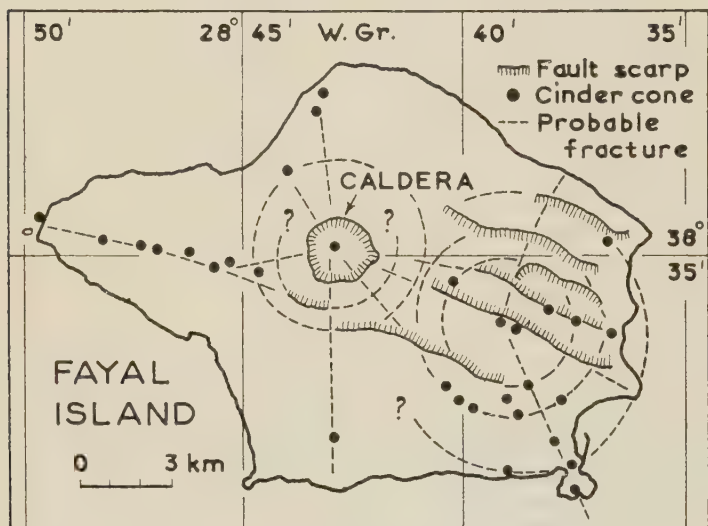 50' 28° 45' W. Gr. 40' 35'
Fault scarp
Cinder cone
Probable
fracture
CALDERA
? ?
38°
35'
FAYAL
ISLAND
?
0 3 km